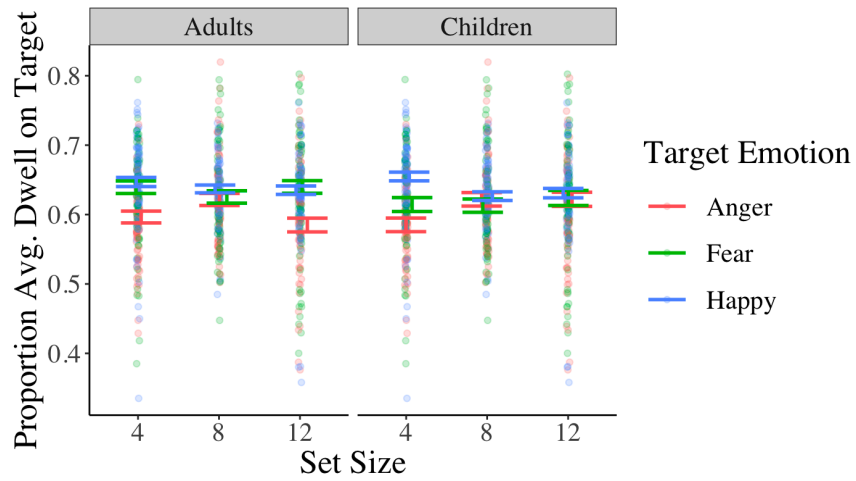 Adults
Children
Proportion Avg. Dwell on Target
0.8
0.7
0.6
0.5
0.4
4
8
12
4
8
12
Set Size
Target Emotion
Anger
Fear
Happy